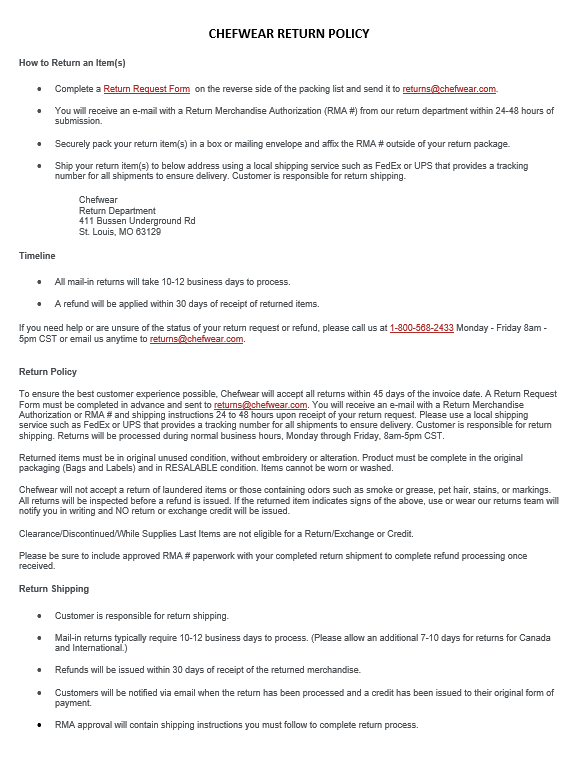 CHEFWEAR RETURN POLICY
How to Return an Item(s)
• Complete a Return Request Form on the reverse side of the packing list and send it to returns@chefwear.com.
• You will receive an e-mail with a Return Merchandise Authorization (RMA #) from our return department within 24-48 hours of
submission.
• Securely pack your return item(s) in a box or mailing envelope and affix the RMA # outside of your return package.
• Ship your return item(s) to below address using a local shipping service such as FedEx or UPS that provides a tracking
number for all shipments to ensure delivery. Customer is responsible for return shipping.
Chefwear
Return Department
411 Bussen Underground Rd
St. Louis, MO 63129
Timeline
• All mail-in returns will take 10-12 business days to process.
• A refund will be applied within 30 days of receipt of returned items.
If you need help or are unsure of the status of your return request or refund, please call us at 1-800-568-2433 Monday - Friday 8am -
5pm CST or email us anytime to returns@chefwear.com.
Return Policy
To ensure the best customer experience possible, Chefwear will accept all returns within 45 days of the invoice date. A Return Request
Form must be completed in advance and sent to returns@chefwear.com. You will receive an e-mail with a Return Merchandise
Authorization or RMA # and shipping instructions 24 to 48 hours upon receipt of your return request. Please use a local shipping
service such as FedEx or UPS that provides a tracking number for all shipments to ensure delivery. Customer is responsible for return
shipping. Returns will be processed during normal business hours, Monday through Friday, 8am-5pm CST.
Returned items must be in original unused condition, without embroidery or alteration. Product must be complete in the original
packaging (Bags and Labels) and in RESALABLE condition. Items cannot be worn or washed.
Chefwear will not accept a return of laundered items or those containing odors such as smoke or grease, pet hair, stains, or markings.
All returns will be inspected before a refund is issued. If the returned item indicates signs of the above, use or wear our returns team will
notify you in writing and NO return or exchange credit will be issued.
Clearance/Discontinued/While Supplies Last Items are not eligible for a Return/Exchange or Credit.
Please be sure to include approved RMA # paperwork with your completed return shipment to complete refund processing once
received.
Return Shipping
• Customer is responsible for return shipping.
• Mail-in returns typically require 10-12 business days to process. (Please allow an additional 7-10 days for returns for Canada
and International.)
• Refunds will be issued within 30 days of receipt of the returned merchandise.
• Customers will be notified via email when the return has been processed and a credit has been issued to their original form of
payment.
• RMA approval will contain shipping instructions you must follow to complete return process.